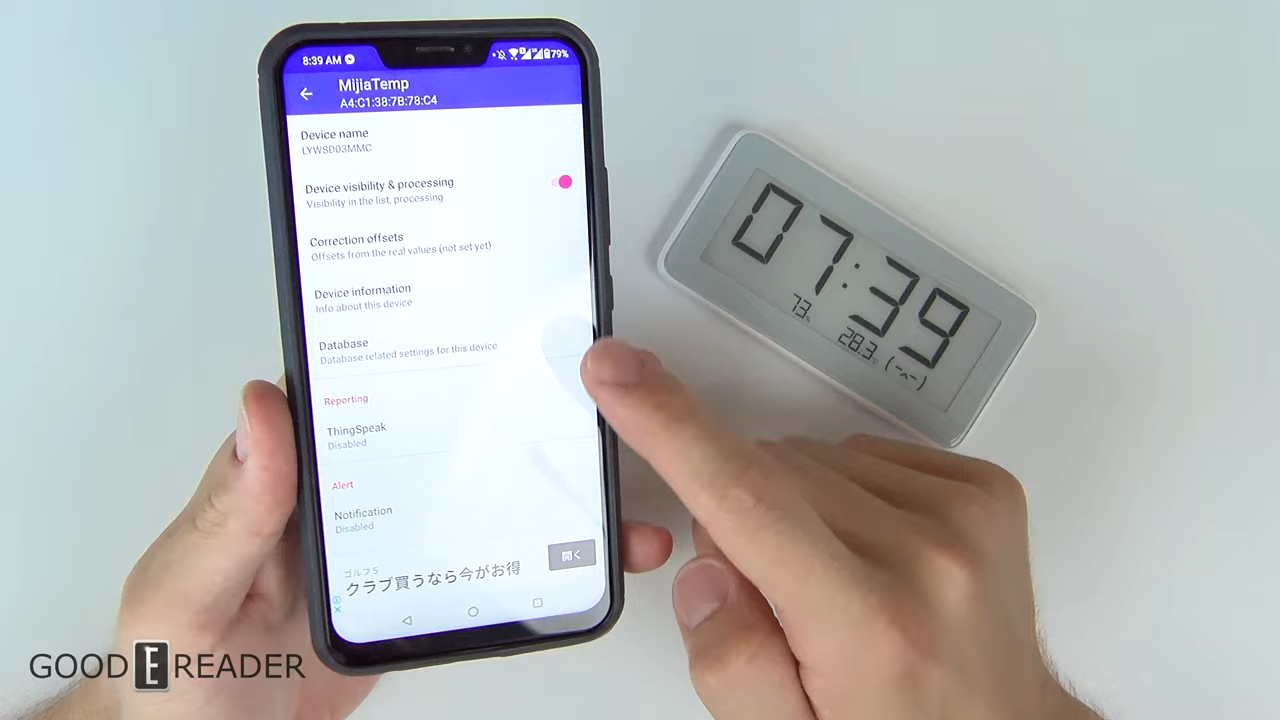 8:39 AM
79%
MijiaTemp
A4:C1:38:7B:78:C4
Device name
LYWSD03MMC
Device visibility & processing
Visibility in the list, processing
Correction offsets
Offsets from the real values (not set yet)
Device information
Info about this device
Database
Database related settings for this device
Reporting
ThingSpeak
Disabled
Alert
Notification
Disabled
ゴルフ5
クラブ買うなら今がお得
開く
07:39
73%
28.3
(-^-)
GOOD E READER